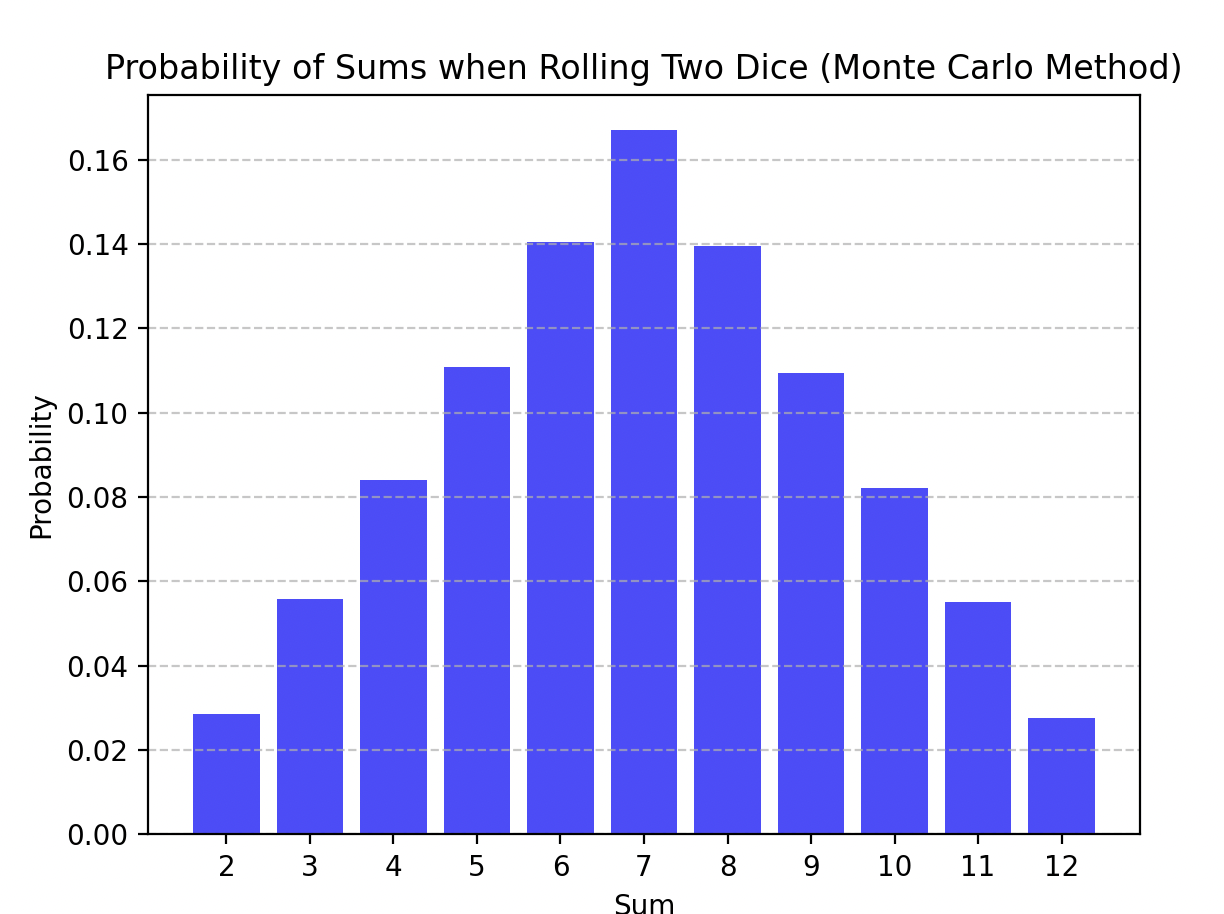 Probability of Sums when Rolling Two Dice (Monte Carlo Method)
0.16
0.14
0.12
0.10
0.08
0.06
0.04
0.02
0.00
Probability
2 3 4 5 6 7 8 9 10 11 12
Sum